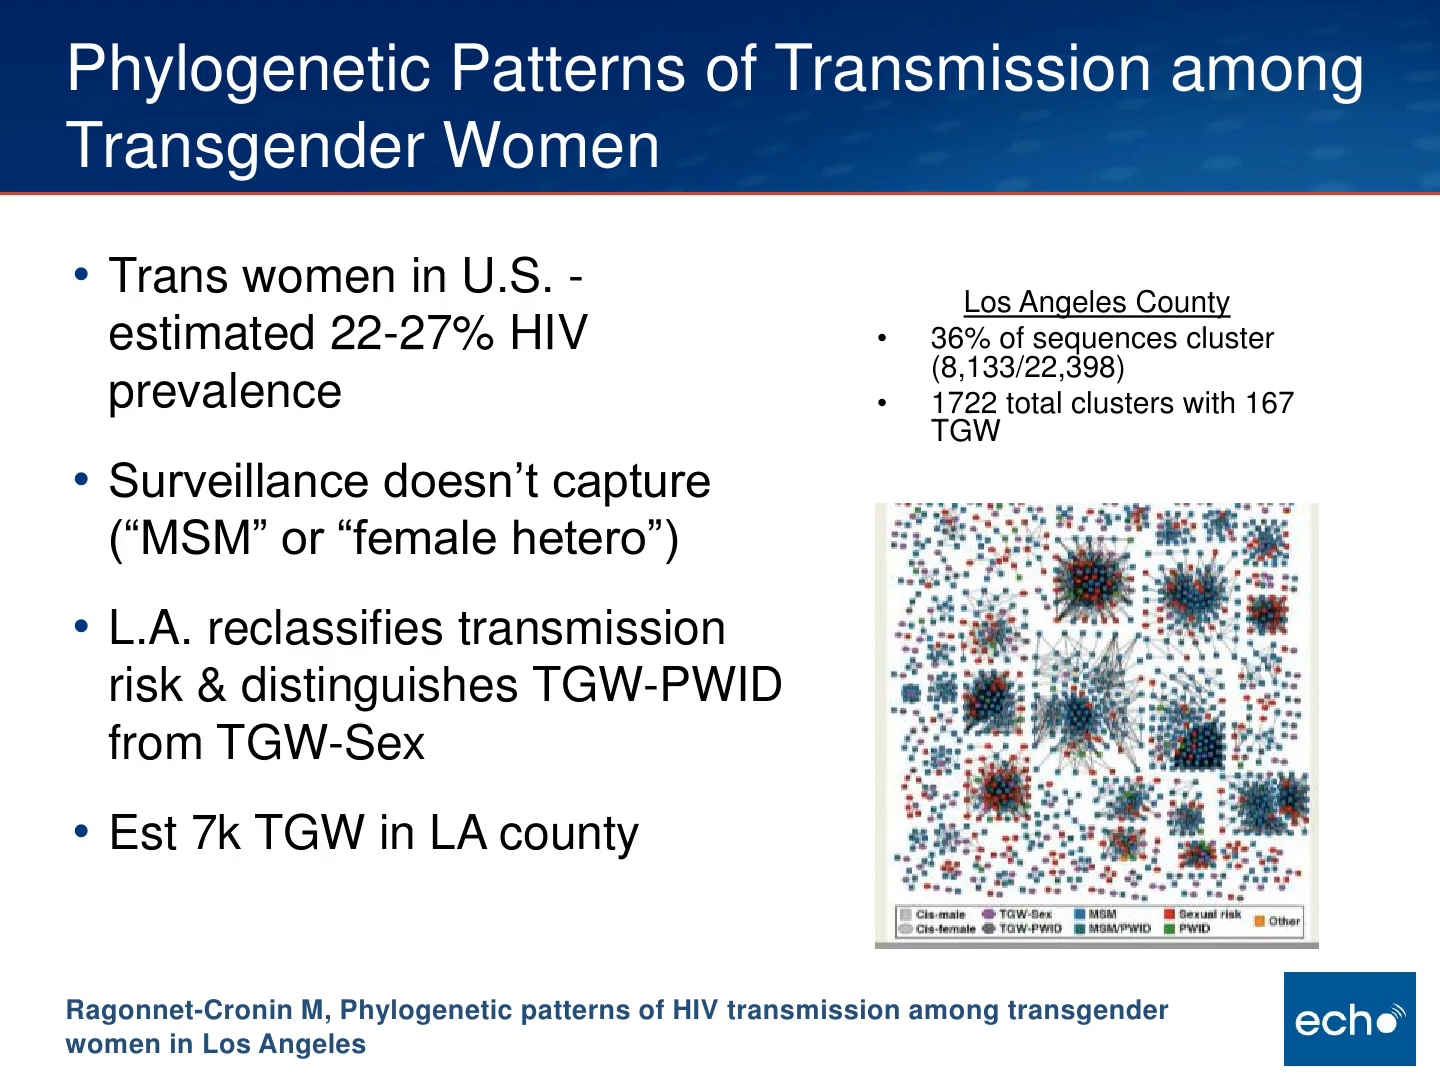 Phylogenetic Patterns of Transmission among
Transgender Women
• Trans women in U.S. -
estimated 22-27% HIV
prevalence
• Surveillance doesn’t capture
(“MSM” or “female hetero”)
• L.A. reclassifies transmission
risk & distinguishes TGW-PWID
from TGW-Sex
• Est 7k TGW in LA county
Los Angeles County
• 36% of sequences cluster
(8,133/22,398)
• 1722 total clusters with 167
TGW
Cis-male TGW-Sex MSM Sexual risk Other
Cis-female TGW-PWID MSM/PWID PWID
Ragonnet-Cronin M, Phylogenetic patterns of HIV transmission among transgender
women in Los Angeles
echo